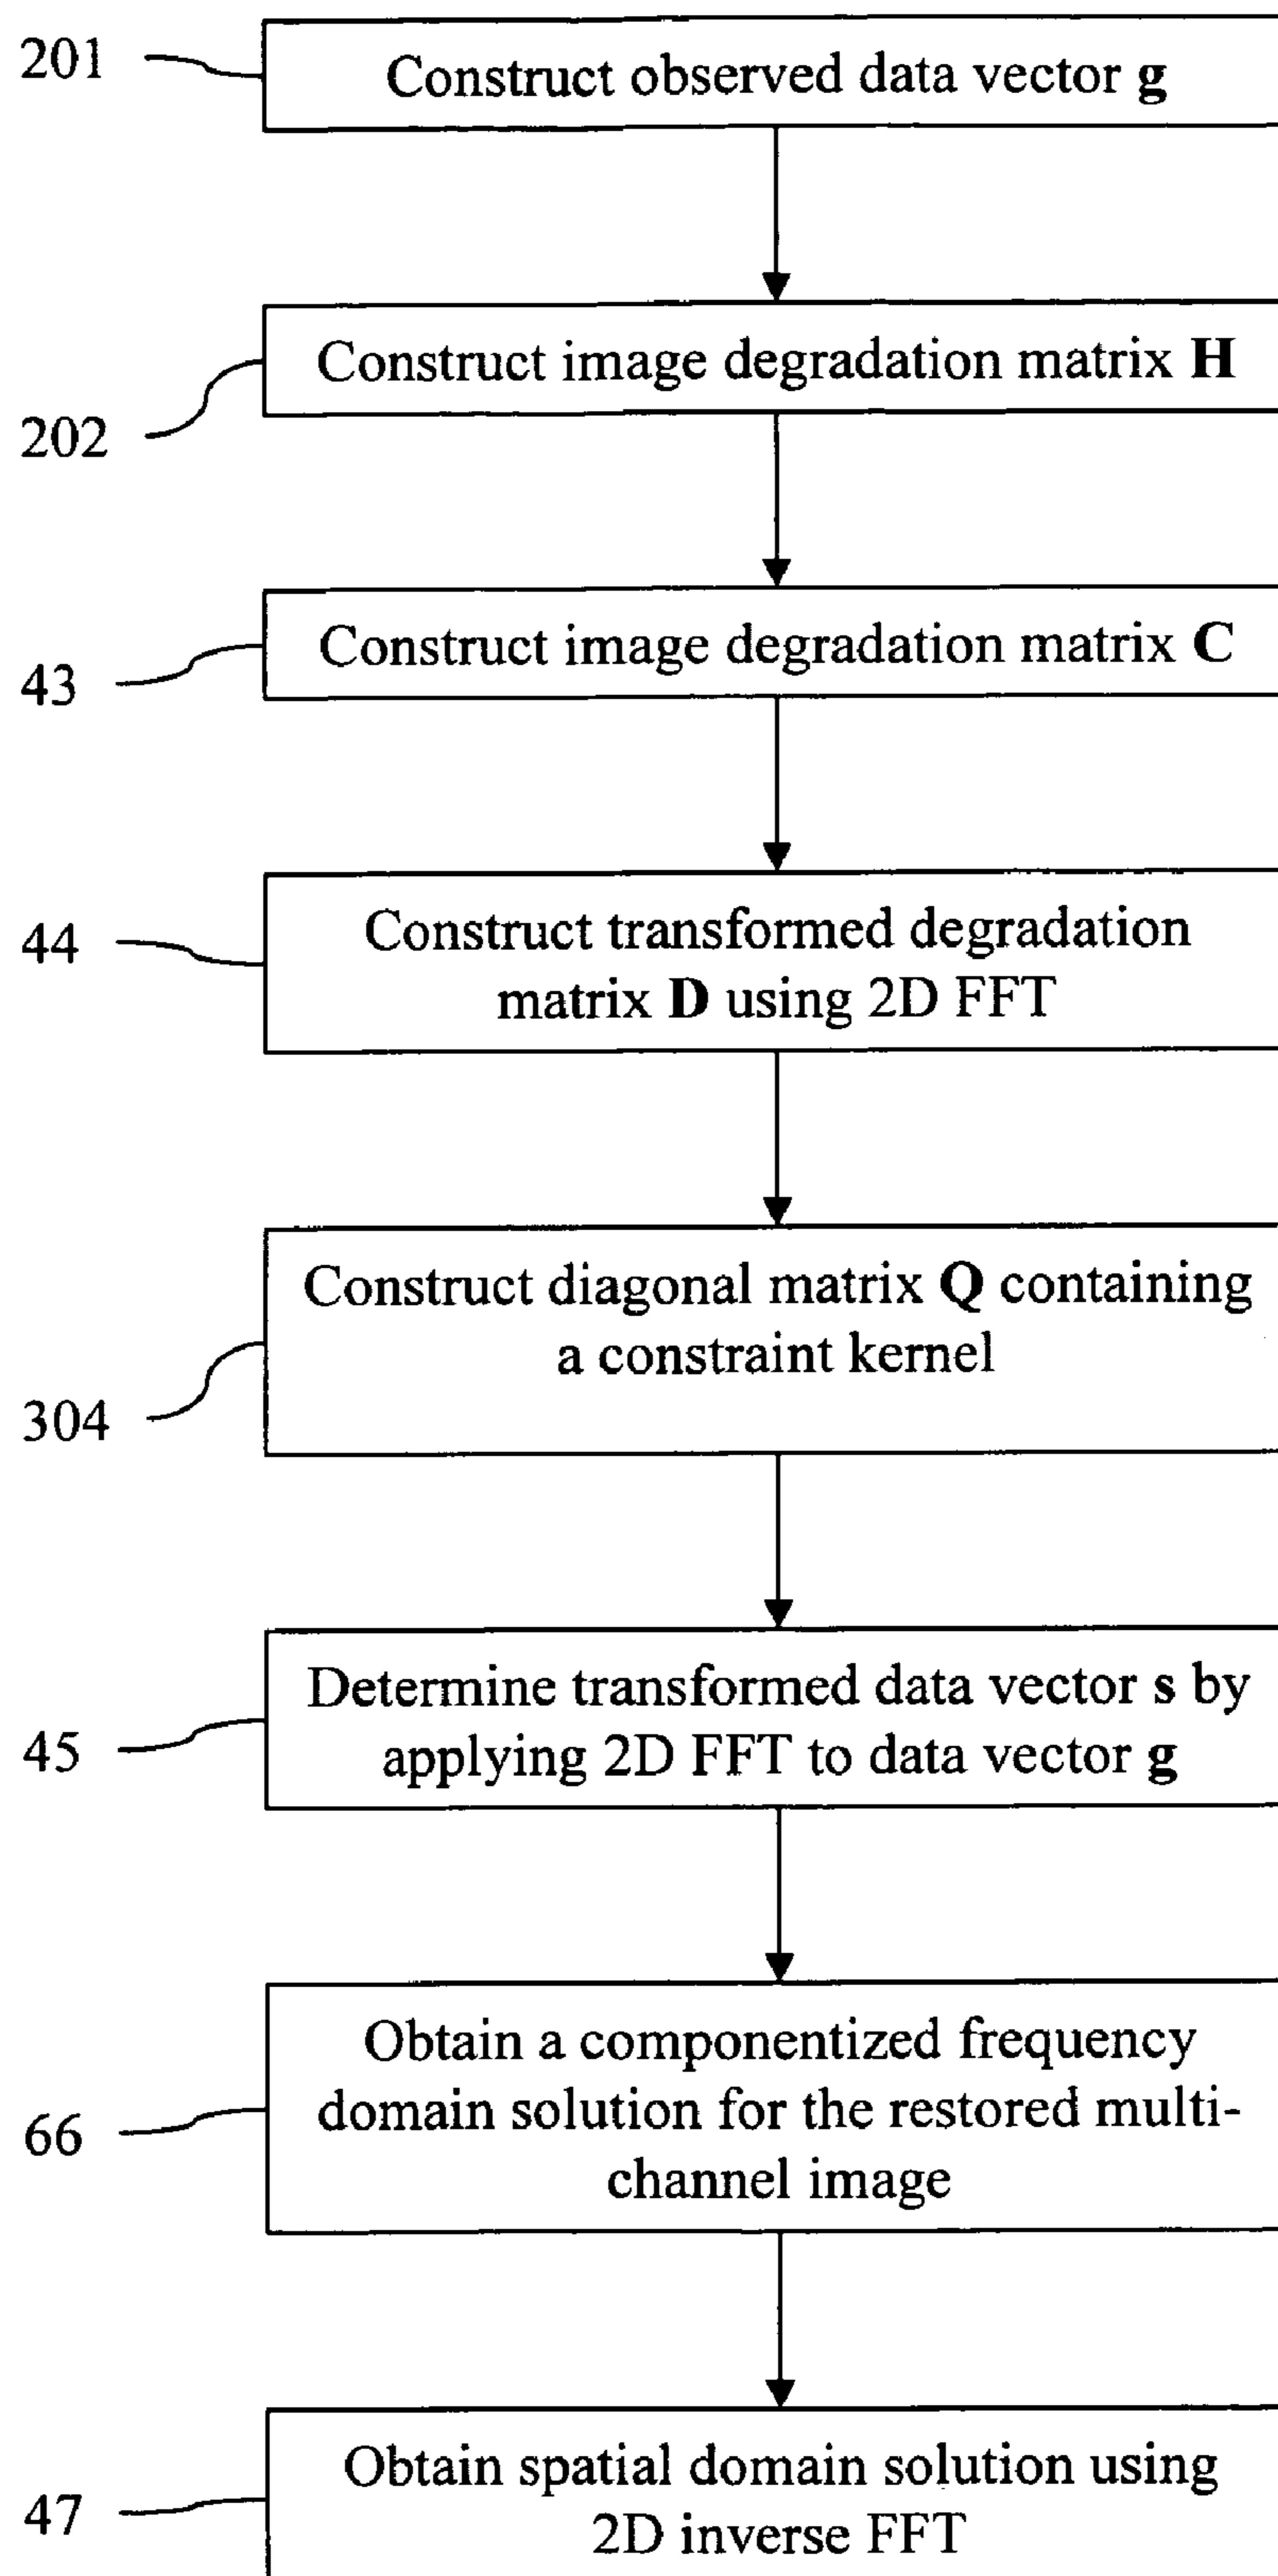 201
Construct observed data vector g
Construct image degradation matrix H
202
Construct image degradation matrix C
43
44
Construct transformed degradation
matrix D using 2D FFT
Construct diagonal matrix Q containing
a constraint kernel
304
Determine transformed data vector s by
applying 2D FFT to data vector g
45
Obtain a componentized frequency
domain solution for the restored multi-
channel image
66
Obtain spatial domain solution using
2D inverse FFT
47